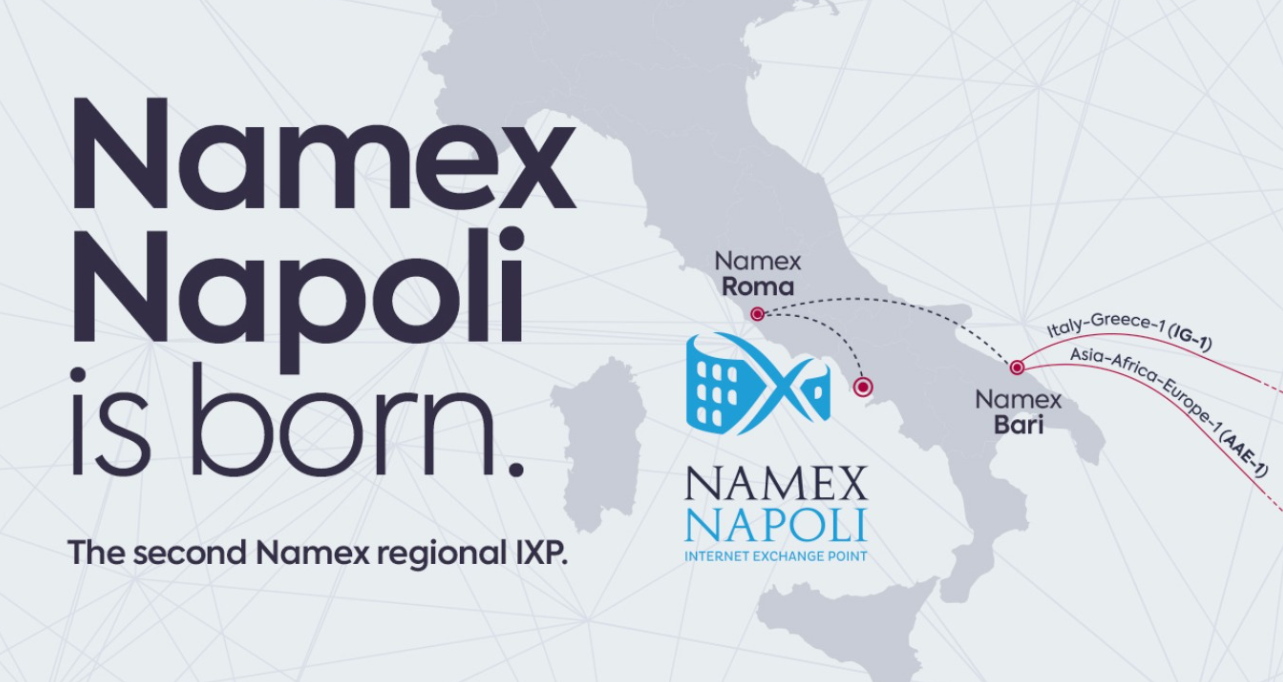 Namex
Napoli
is born.
The second Namex regional IXP.
Namex
Roma
Italy-Greece-1 (IG-1)
Asia-Africa-Europe-1 (AAE-1)
Namex
Bari
NAMEX
NAPOLI
INTERNET EXCHANGE POINT